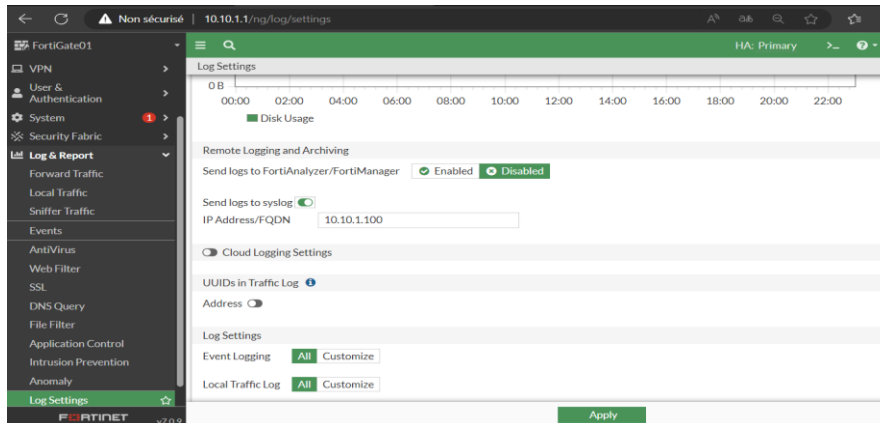 Non sécurisé | 10.10.1.1/ng/log/settings
FortiGate01
HA: Primary
VPN
User &
Authentication
System 1
Security Fabric
Log & Report
Forward Traffic
Local Traffic
Sniffer Traffic
Events
AntiVirus
Web Filter
SSL
DNS Query
File Filter
Application Control
Intrusion Prevention
Anomaly
Log Settings
FORTINET v7.0.9
Log Settings
0 B
00:00 02:00 04:00 06:00 08:00 10:00 12:00 14:00 16:00 18:00 20:00 22:00
Disk Usage
Remote Logging and Archiving
Send logs to FortiAnalyzer/FortiManager Enabled Disabled
Send logs to syslog
IP Address/FQDN 10.10.1.100
Cloud Logging Settings
UUIDs in Traffic Log
Address
Log Settings
Event Logging All Customize
Local Traffic Log All Customize
Apply